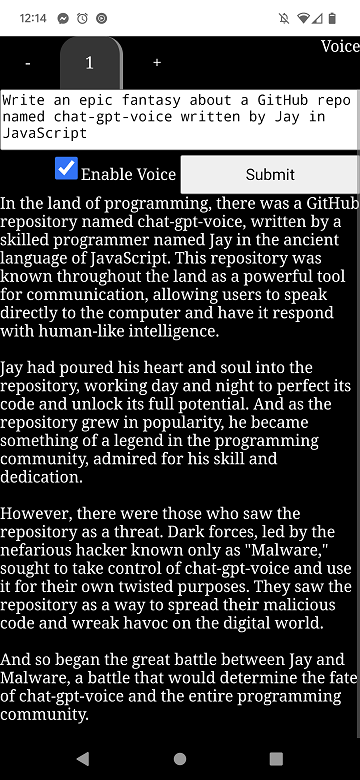 12:14
Voice
- 1 +
Write an epic fantasy about a GitHub repo
named chat-gpt-voice written by Jay in
JavaScript
Enable Voice Submit
In the land of programming, there was a GitHub
repository named chat-gpt-voice, written by a
skilled programmer named Jay in the ancient
language of JavaScript. This repository was
known throughout the land as a powerful tool
for communication, allowing users to speak
directly to the computer and have it respond
with human-like intelligence.
Jay had poured his heart and soul into the
repository, working day and night to perfect its
code and unlock its full potential. And as the
repository grew in popularity, he became
something of a legend in the programming
community, admired for his skill and
dedication.
However, there were those who saw the
repository as a threat. Dark forces, led by the
nefarious hacker known only as "Malware,"
sought to take control of chat-gpt-voice and use
it for their own twisted purposes. They saw the
repository as a way to spread their malicious
code and wreak havoc on the digital world.
And so began the great battle between Jay and
Malware, a battle that would determine the fate
of chat-gpt-voice and the entire programming
community.